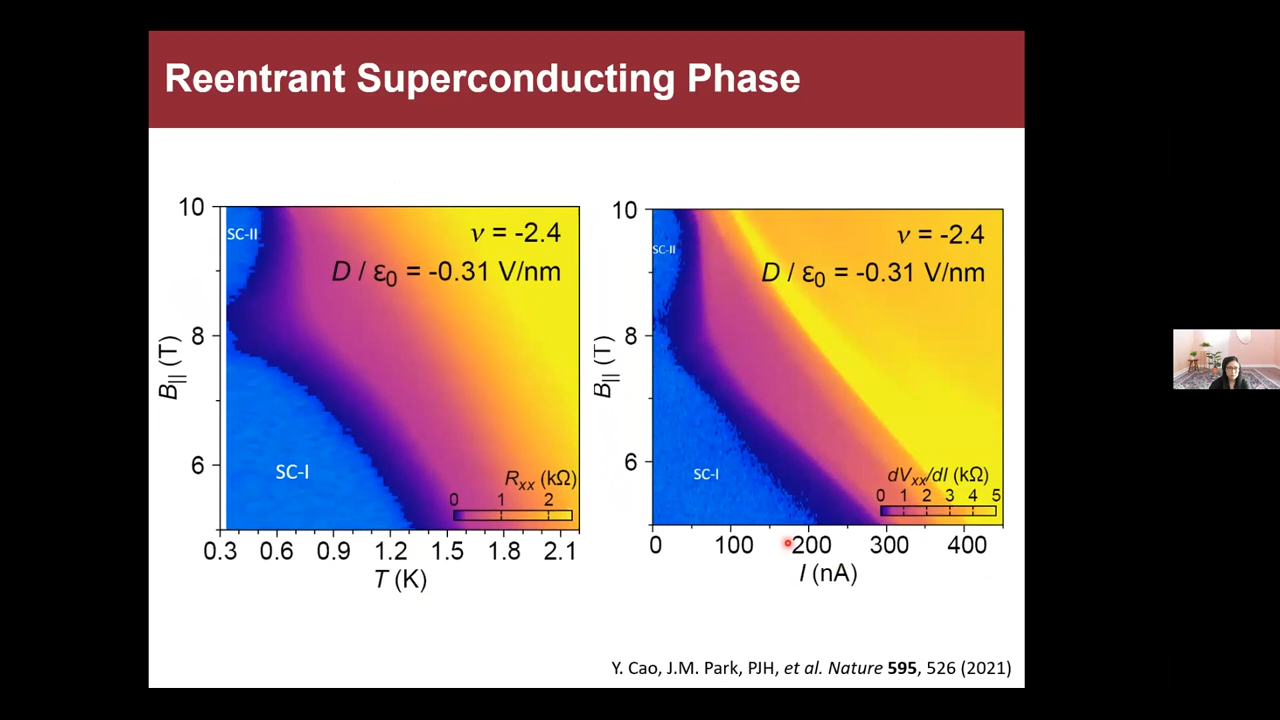 Reentrant Superconducting Phase
10
8
6
B|| (T)
SC-II
SC-I
ν = -2.4
D / ε0 = -0.31 V/nm
Rxx (kΩ)
0 1 2
0.3 0.6 0.9 1.2 1.5 1.8 2.1
T (K)
10
8
6
B|| (T)
SC-II
SC-I
ν = -2.4
D / ε0 = -0.31 V/nm
dVxx/dI (kΩ)
0 1 2 3 4 5
0 100 200 300 400
I (nA)
Y. Cao, J.M. Park, PJH, et al. Nature 595, 526 (2021)